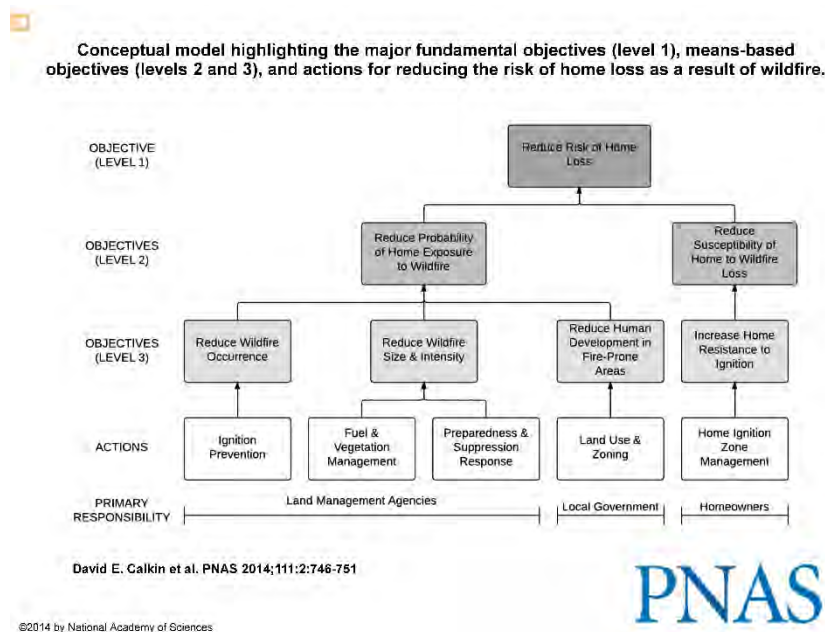 Conceptual model highlighting the major fundamental objectives (level 1), means-based
objectives (levels 2 and 3), and actions for reducing the risk of home loss as a result of wildfire.
OBJECTIVE
(LEVEL 1)
Reduce Risk of Home
Loss
OBJECTIVES
(LEVEL 2)
Reduce Probability
of Home Exposure
to Wildfire
Reduce
Susceptibility of
Home to Wildfire
Loss
OBJECTIVES
(LEVEL 3)
Reduce Wildfire
Occurrence
Reduce Wildfire
Size & Intensity
Reduce Human
Development in
Fire-Prone
Areas
Increase Home
Resistance to
Ignition
ACTIONS
Ignition
Prevention
Fuel &
Vegetation
Management
Preparedness &
Suppression
Response
Land Use &
Zoning
Home Ignition
Zone
Management
PRIMARY
RESPONSIBILITY
Land Management Agencies
Local Government
Homeowners
David E. Calkin et al. PNAS 2014;111:2:746-751
PNAS
©2014 by National Academy of Sciences